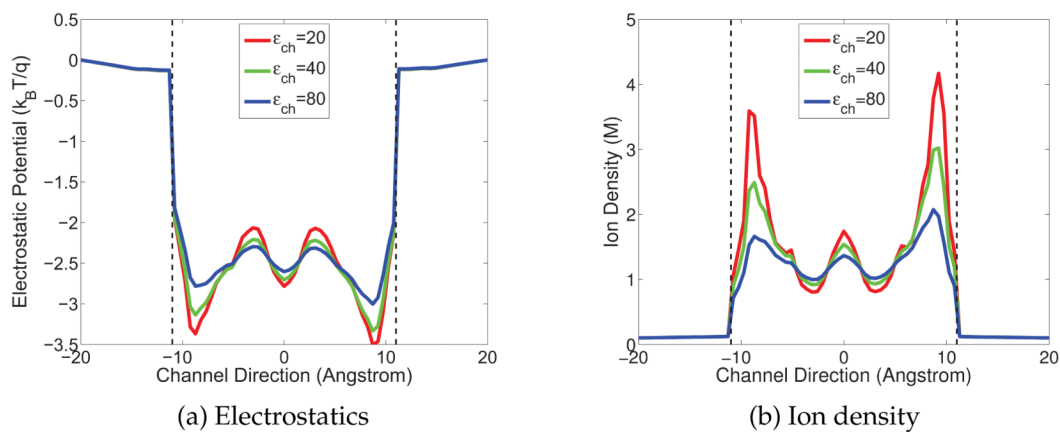 0.5
0
−0.5
−1
−1.5
−2
−2.5
−3
−3.5
−20
−10
0
10
20
Electrostatic Potential (k_BT/q)
Channel Direction (Angstrom)
ε_ch=20
ε_ch=40
ε_ch=80
(a) Electrostatics
5
4
3
2
1
0
−20
−10
0
10
20
Ion Density (M)
Channel Direction (Angstrom)
ε_ch=20
ε_ch=40
ε_ch=80
(b) Ion density